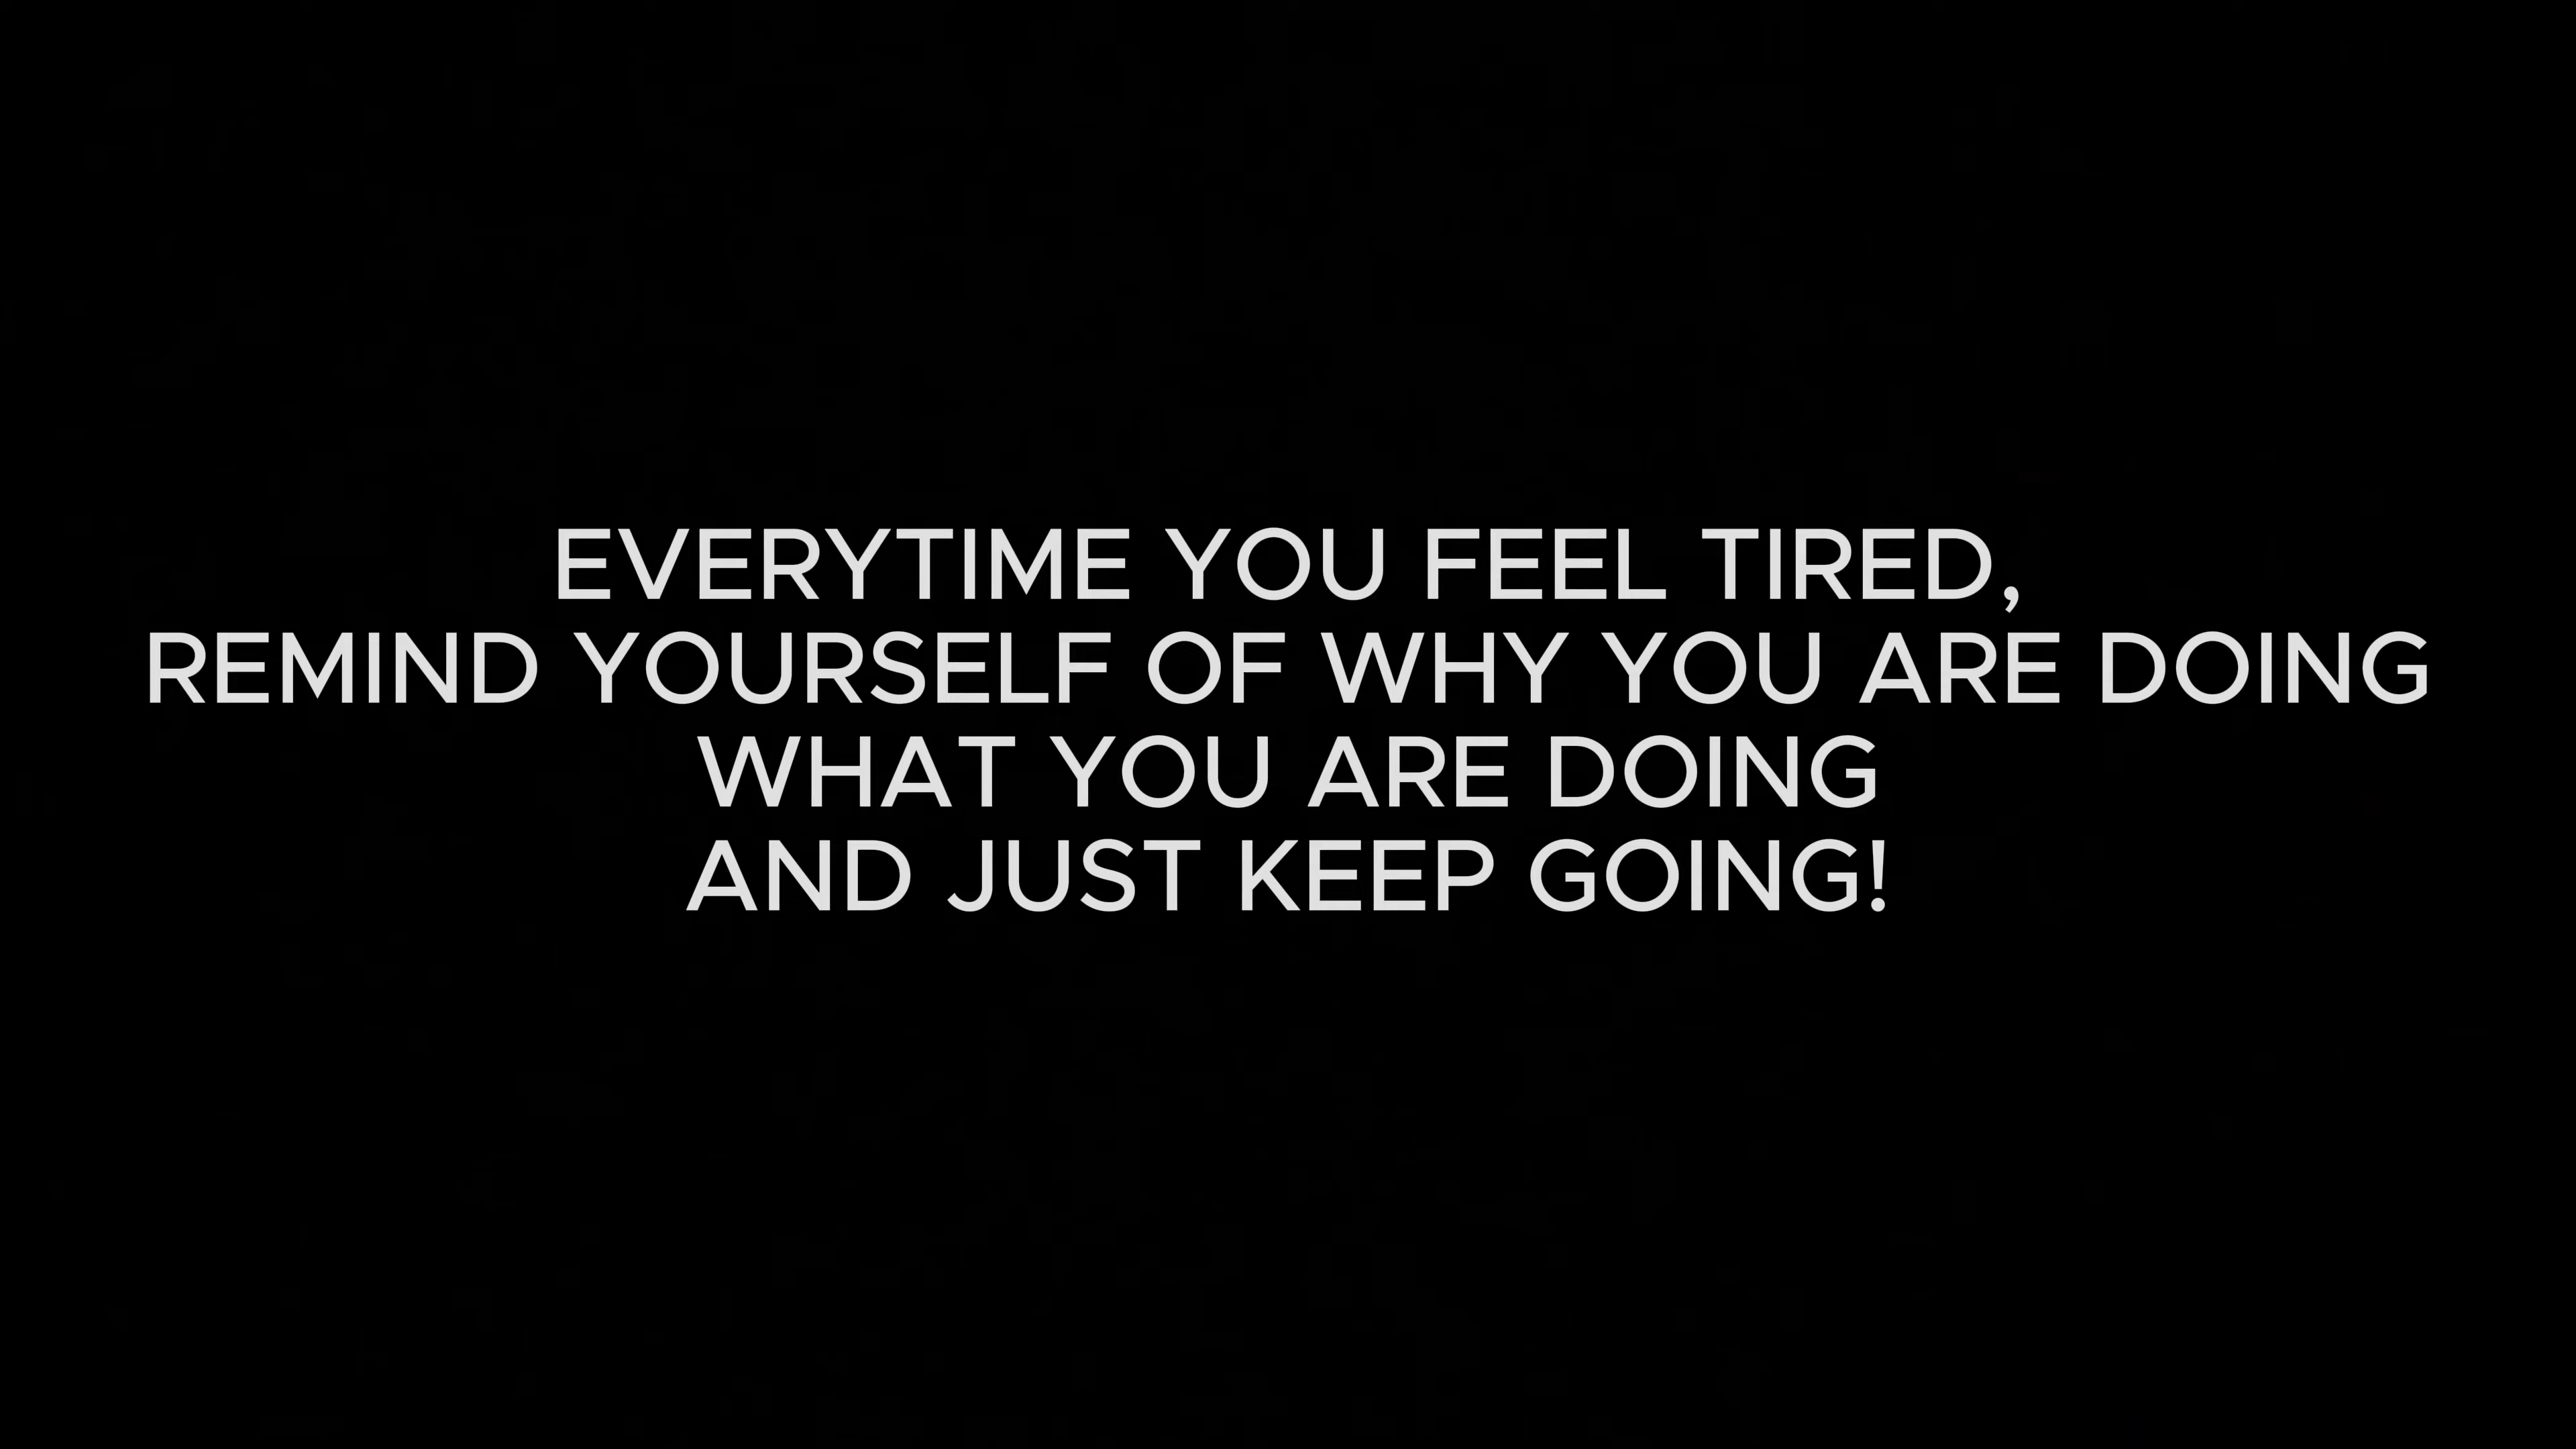 EVERYTIME YOU FEEL TIRED,
REMIND YOURSELF OF WHY YOU ARE DOING
WHAT YOU ARE DOING
AND JUST KEEP GOING!